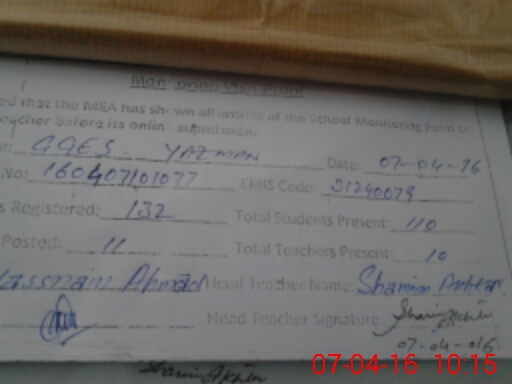 ed that the MEA has shown all entries of the School Monitoring Form to
eacher before its online submission.
e: GGES YAZMAN Date: 07-04-16
No: 160407101077 EMIS Code: 31240079
s Registered: 132 Total Students Present: 110
Posted: 11 Total Teachers Present: 10
assnain Ahmad Head Teacher Name: Shamim Akhtar
Head Teacher Signature:
07-04-016
07-04-16 10:15